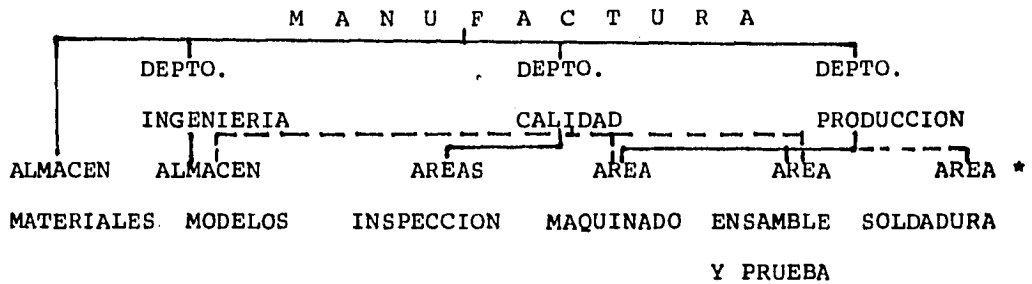 M A N U F A C T U R A
DEPTO. DEPTO. DEPTO.
INGENIERIA CALIDAD PRODUCCION
ALMACEN ALMACEN AREAS AREA AREA AREA *
MATERIALES MODELOS INSPECCION MAQUINADO ENSAMBLE SOLDADURA
Y PRUEBA